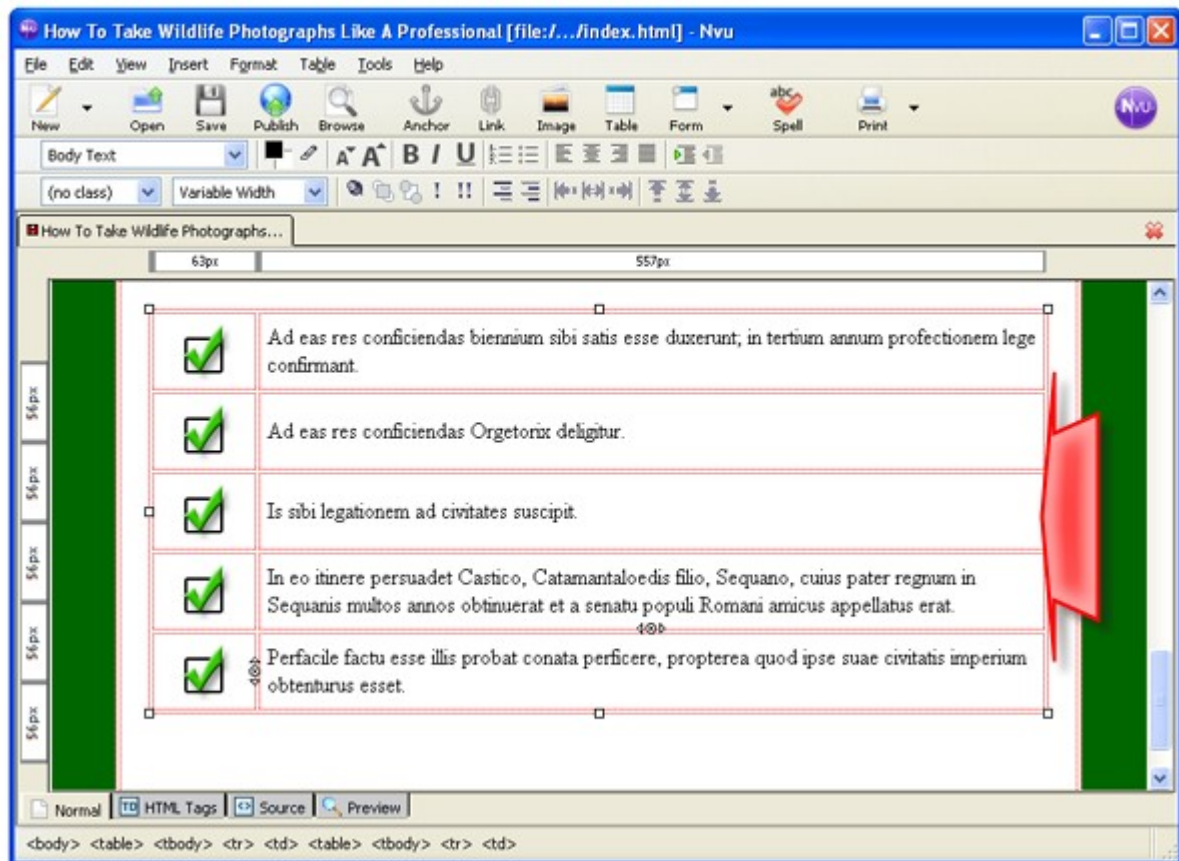 How To Take Wildlife Photographs Like A Professional [file:/.../index.html] - Nvu
File Edit View Insert Format Table Tools Help
New Open Save Publish Browse Anchor Link Image Table Form Spell Print
abc
NVU
Body Text
A A B I U
(no class) Variable Width ! !!
How To Take Wildlife Photographs...
63px 557px
Ad eas res conficiendas biennium sibi satis esse duxerunt; in tertium annum profectionem lege
confirmant.
Ad eas res conficiendas Orgetorix deligitur.
Is sibi legationem ad civitates suscipit.
In eo itinere persuadet Castico, Catamantaloedis filio, Sequano, cuius pater regnum in
Sequanis multos annos obtinuerat et a senatu populi Romani amicus appellatus erat.
Perfacile factu esse illis probat conata perficere, propterea quod ipse suae civitatis imperium
obtenturus esset.
56px
56px
56px
56px
56px
Normal TD HTML Tags Source Preview
<body> <table> <tbody> <tr> <td> <table> <tbody> <tr> <td>